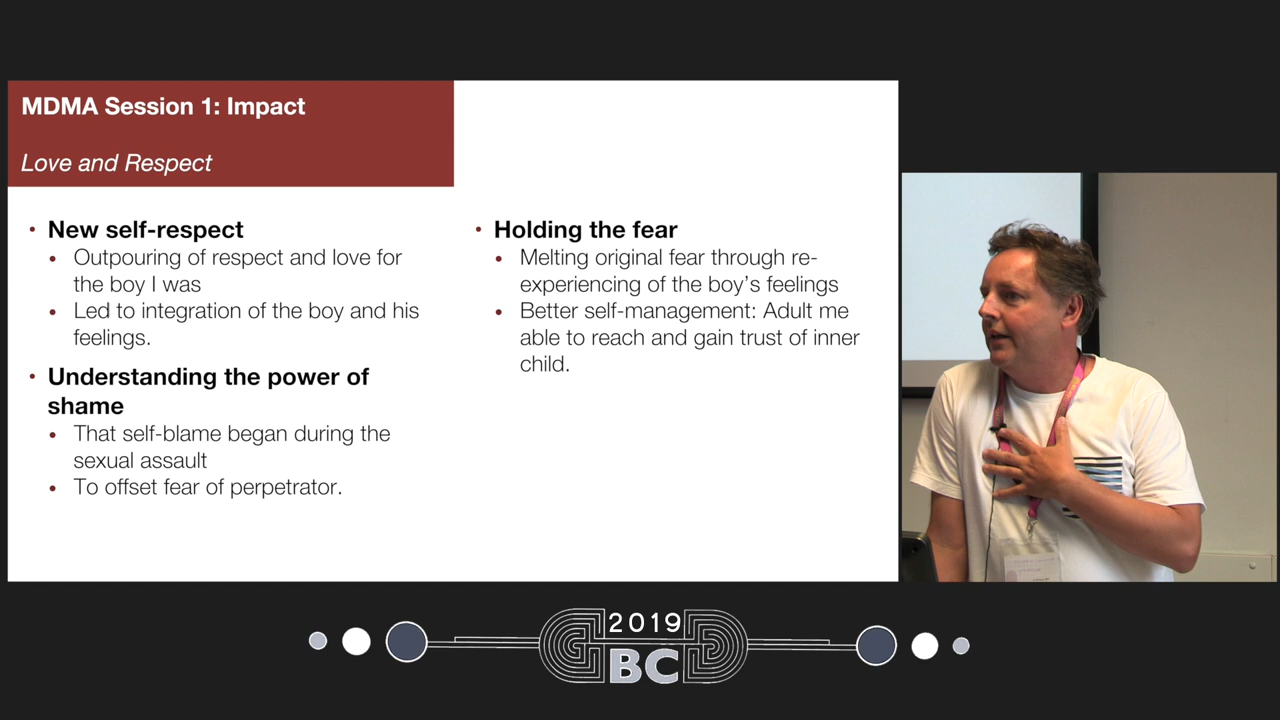 MDMA Session 1: Impact
Love and Respect
• New self-respect
• Outpouring of respect and love for
the boy I was
• Led to integration of the boy and his
feelings.
• Understanding the power of
shame
• That self-blame began during the
sexual assault
• To offset fear of perpetrator.
• Holding the fear
• Melting original fear through re-
experiencing of the boy's feelings
• Better self-management: Adult me
able to reach and gain trust of inner
child.
2019
BC